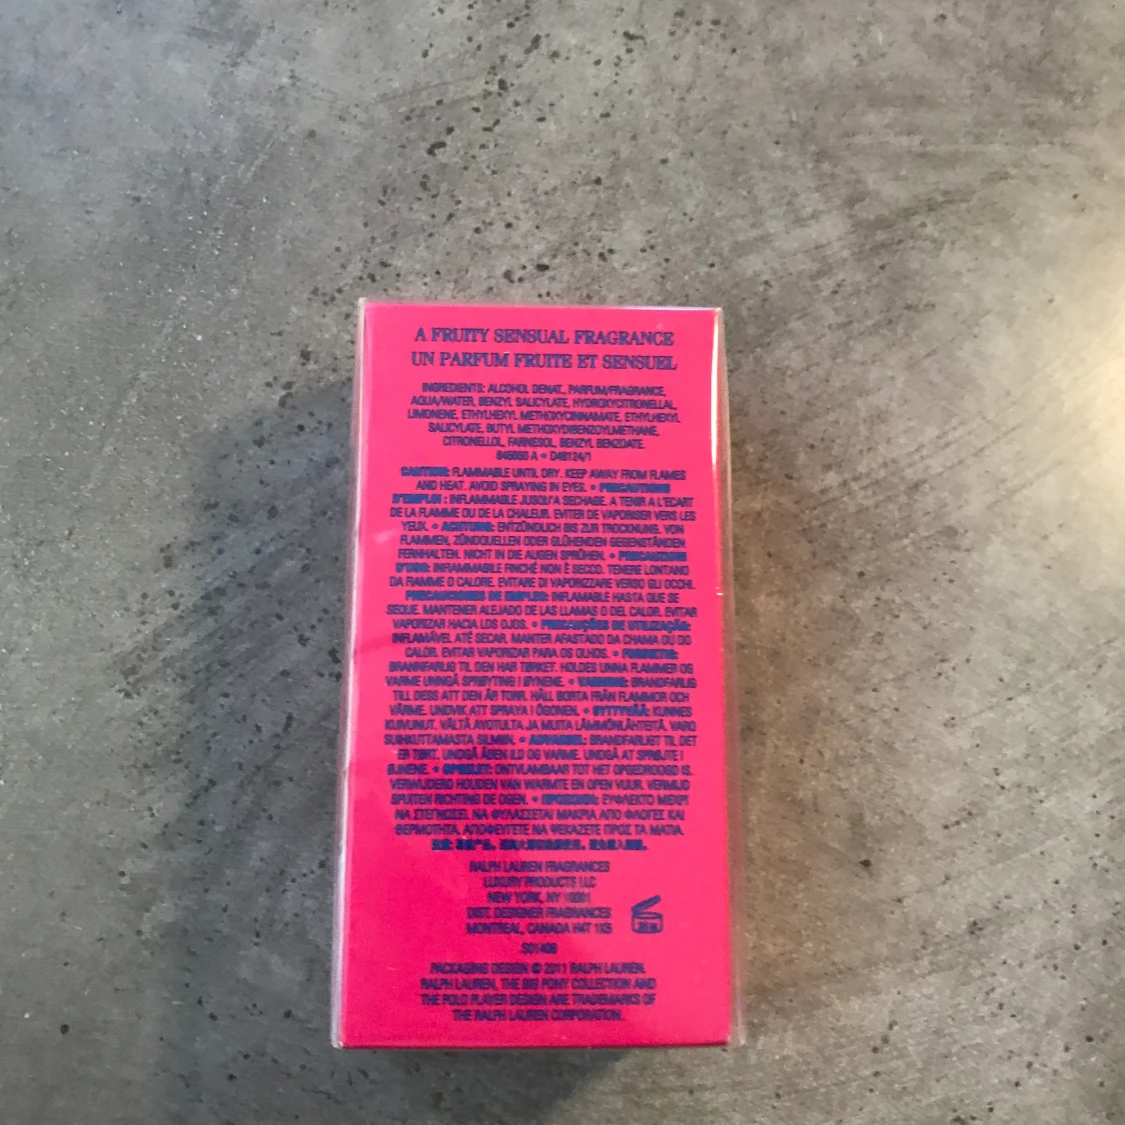 A FRUITY SENSUAL FRAGRANCE
UN PARFUM FRUITE ET SENSUEL
INGREDIENTS: ALCOHOL DENAT., PARFUM/FRAGRANCE,
AQUA/WATER, BENZYL SALICYLATE, HYDROXYCITRONELLAL,
LIMONENE, ETHYLHEXYL METHOXYCINNAMATE, ETHYLHEXYL
SALICYLATE, BUTYL METHOXYDIBENZOYLMETHANE,
CITRONELLOL, FARNESOL, BENZYL BENZOATE.
D48124/1
CAUTION: FLAMMABLE UNTIL DRY. KEEP AWAY FROM FLAMES
AND HEAT. AVOID SPRAYING IN EYES. • PRECAUTIONS
D'EMPLOI : INFLAMMABLE JUSQU'A SECHAGE. A TENIR A L'ECART
DE LA FLAMME OU DE LA CHALEUR. EVITER DE VAPORISER VERS LES
YEUX. • ACHTUNG: ENTZÜNDLICH BIS ZUR TROCKNUNG. VON
FLAMMEN, ZÜNDQUELLEN ODER GLÜHENDEN GEGENSTÄNDEN
FERNHALTEN. NICHT IN DIE AUGEN SPRÜHEN. • PRECAUZIONI
D'USO: INFIAMMABILE FINCHÉ NON È SECCO. TENERE LONTANO
DA FIAMME O CALORE. EVITARE DI VAPORIZZARE VERSO GLI OCCHI.
PRECAUCIONES DE EMPLEO: INFLAMABLE HASTA QUE SE
SEQUE. MANTENER ALEJADO DE LAS LLAMAS O DEL CALOR. EVITAR
VAPORIZAR HACIA LOS OJOS. • PRECAUÇÕES DE UTILIZAÇÃO:
INFLAMÁVEL ATÉ SECAR. MANTER AFASTADO DA CHAMA OU DO
CALOR. EVITAR VAPORIZAR PARA OS OLHOS. • FORSIKTIG:
BRANNFARLIG TIL DEN HAR TØRKET. HOLDES UNNA FLAMMER OG
VARME UNNGÅ SPRØYTING I ØYNENE. • VARNING: BRANDFARLIG
TILL DESS ATT DEN ÄR TORR. HÅLL BORTA FRÅN FLAMMOR OCH
VÄRME. UNDVIK ATT SPRAYA I ÖGONEN. • SYTTYVÄÄ: KUNNES
KUIVUNUT. VÄLTÄ AVOTULTA JA MUITA LÄMMÖNLÄHTEITÄ. VARO
SUIHKUTTAMASTA SILMIIN. • ADVARSEL: BRANDFARLIGT TIL DET
ER TØRT. UNDGÅ ÅBEN ILD OG VARME. UNDGÅ AT SPRØJTE I
ØJNENE. • OPGELET: ONTVLAMBAAR TOT HET OPGEDROOGD IS.
VERWIJDERD HOUDEN VAN WARMTE EN OPEN VUUR. VERMIJD
SPUITEN RICHTING DE OGEN. • ΠΡΟΣΟΧΗ: ΕΥΦΛΕΚΤΟ ΜΕΧΡΙ
ΝΑ ΣΤΕΓΝΩΣΕΙ. ΝΑ ΦΥΛΑΣΣΕΤΑΙ ΜΑΚΡΙΑ ΑΠΟ ΦΛΟΓΕΣ ΚΑΙ
ΘΕΡΜΟΤΗΤΑ. ΑΠΟΦΕΥΓΕΤΕ ΝΑ ΨΕΚΑΖΕΤΕ ΠΡΟΣ ΤΑ ΜΑΤΙΑ.
RALPH LAUREN FRAGRANCES
LUXURY PRODUCTS LLC
NEW YORK, NY 10001
DIST. DESIGNER FRAGRANCES
MONTREAL, CANADA H4T 1K5
PACKAGING DESIGN © 2011 RALPH LAUREN.
RALPH LAUREN, THE BIG PONY COLLECTION AND
THE POLO PLAYER DESIGN ARE TRADEMARKS OF
THE RALPH LAUREN CORPORATION.